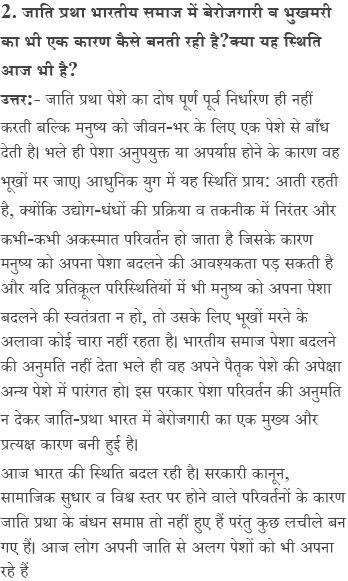 2. जाति प्रथा भारतीय समाज में बेरोजगारी व भुखमरी
का भी एक कारण कैसे बनती रही है?क्या यह स्थिति
आज भी है?
उत्तर:- जाति प्रथा पेशे का दोष पूर्ण पूर्व निर्धारण ही नहीं
करती बल्कि मनुष्य को जीवन-भर के लिए एक पेशे से बाँध
देती है। भले ही पेशा अनुपयुक्त या अपर्याप्त होने के कारण वह
भूखों मर जाए। आधुनिक युग में यह स्थिति प्राय: आती रहती
है, क्योंकि उद्योग-धंधों की प्रक्रिया व तकनीक में निरंतर और
कभी-कभी अकस्मात परिवर्तन हो जाता है जिसके कारण
मनुष्य को अपना पेशा बदलने की आवश्यकता पड़ सकती है
और यदि प्रतिकूल परिस्थितियों में भी मनुष्य को अपना पेशा
बदलने की स्वतंत्रता न हो, तो उसके लिए भूखों मरने के
अलावा कोई चारा नहीं रहता है। भारतीय समाज पेशा बदलने
की अनुमति नहीं देता भले ही वह अपने पैतृक पेशे की अपेक्षा
अन्य पेशे में पारंगत हो। इस परकार पेशा परिवर्तन की अनुमति
न देकर जाति-प्रथा भारत में बेरोजगारी का एक मुख्य और
प्रत्यक्ष कारण बनी हुई है।
आज भारत की स्थिति बदल रही है। सरकारी कानून,
सामाजिक सुधार व विश्व स्तर पर होने वाले परिवर्तनों के कारण
जाति प्रथा के बंधन समाप्त तो नहीं हुए हैं परंतु कुछ लचीले बन
गए हैं। आज लोग अपनी जाति से अलग पेशों को भी अपना
रहे हैं